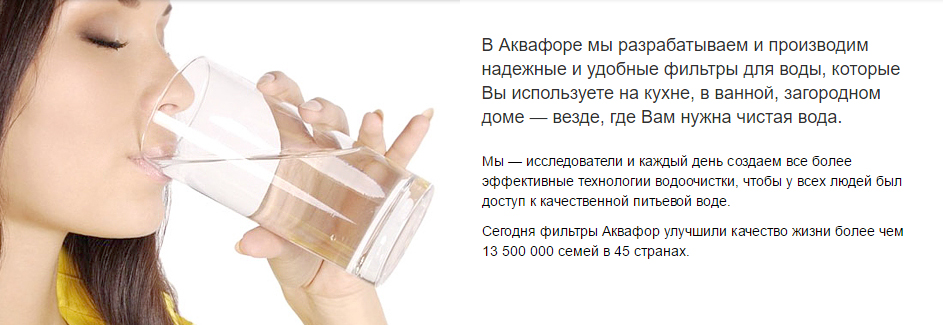 В Аквафоре мы разрабатываем и производим
надежные и удобные фильтры для воды, которые
Вы используете на кухне, в ванной, загородном
доме — везде, где Вам нужна чистая вода.
Мы — исследователи и каждый день создаем все более
эффективные технологии водоочистки, чтобы у всех людей был
доступ к качественной питьевой воде.
Сегодня фильтры Аквафор улучшили качество жизни более чем
13 500 000 семей в 45 странах.